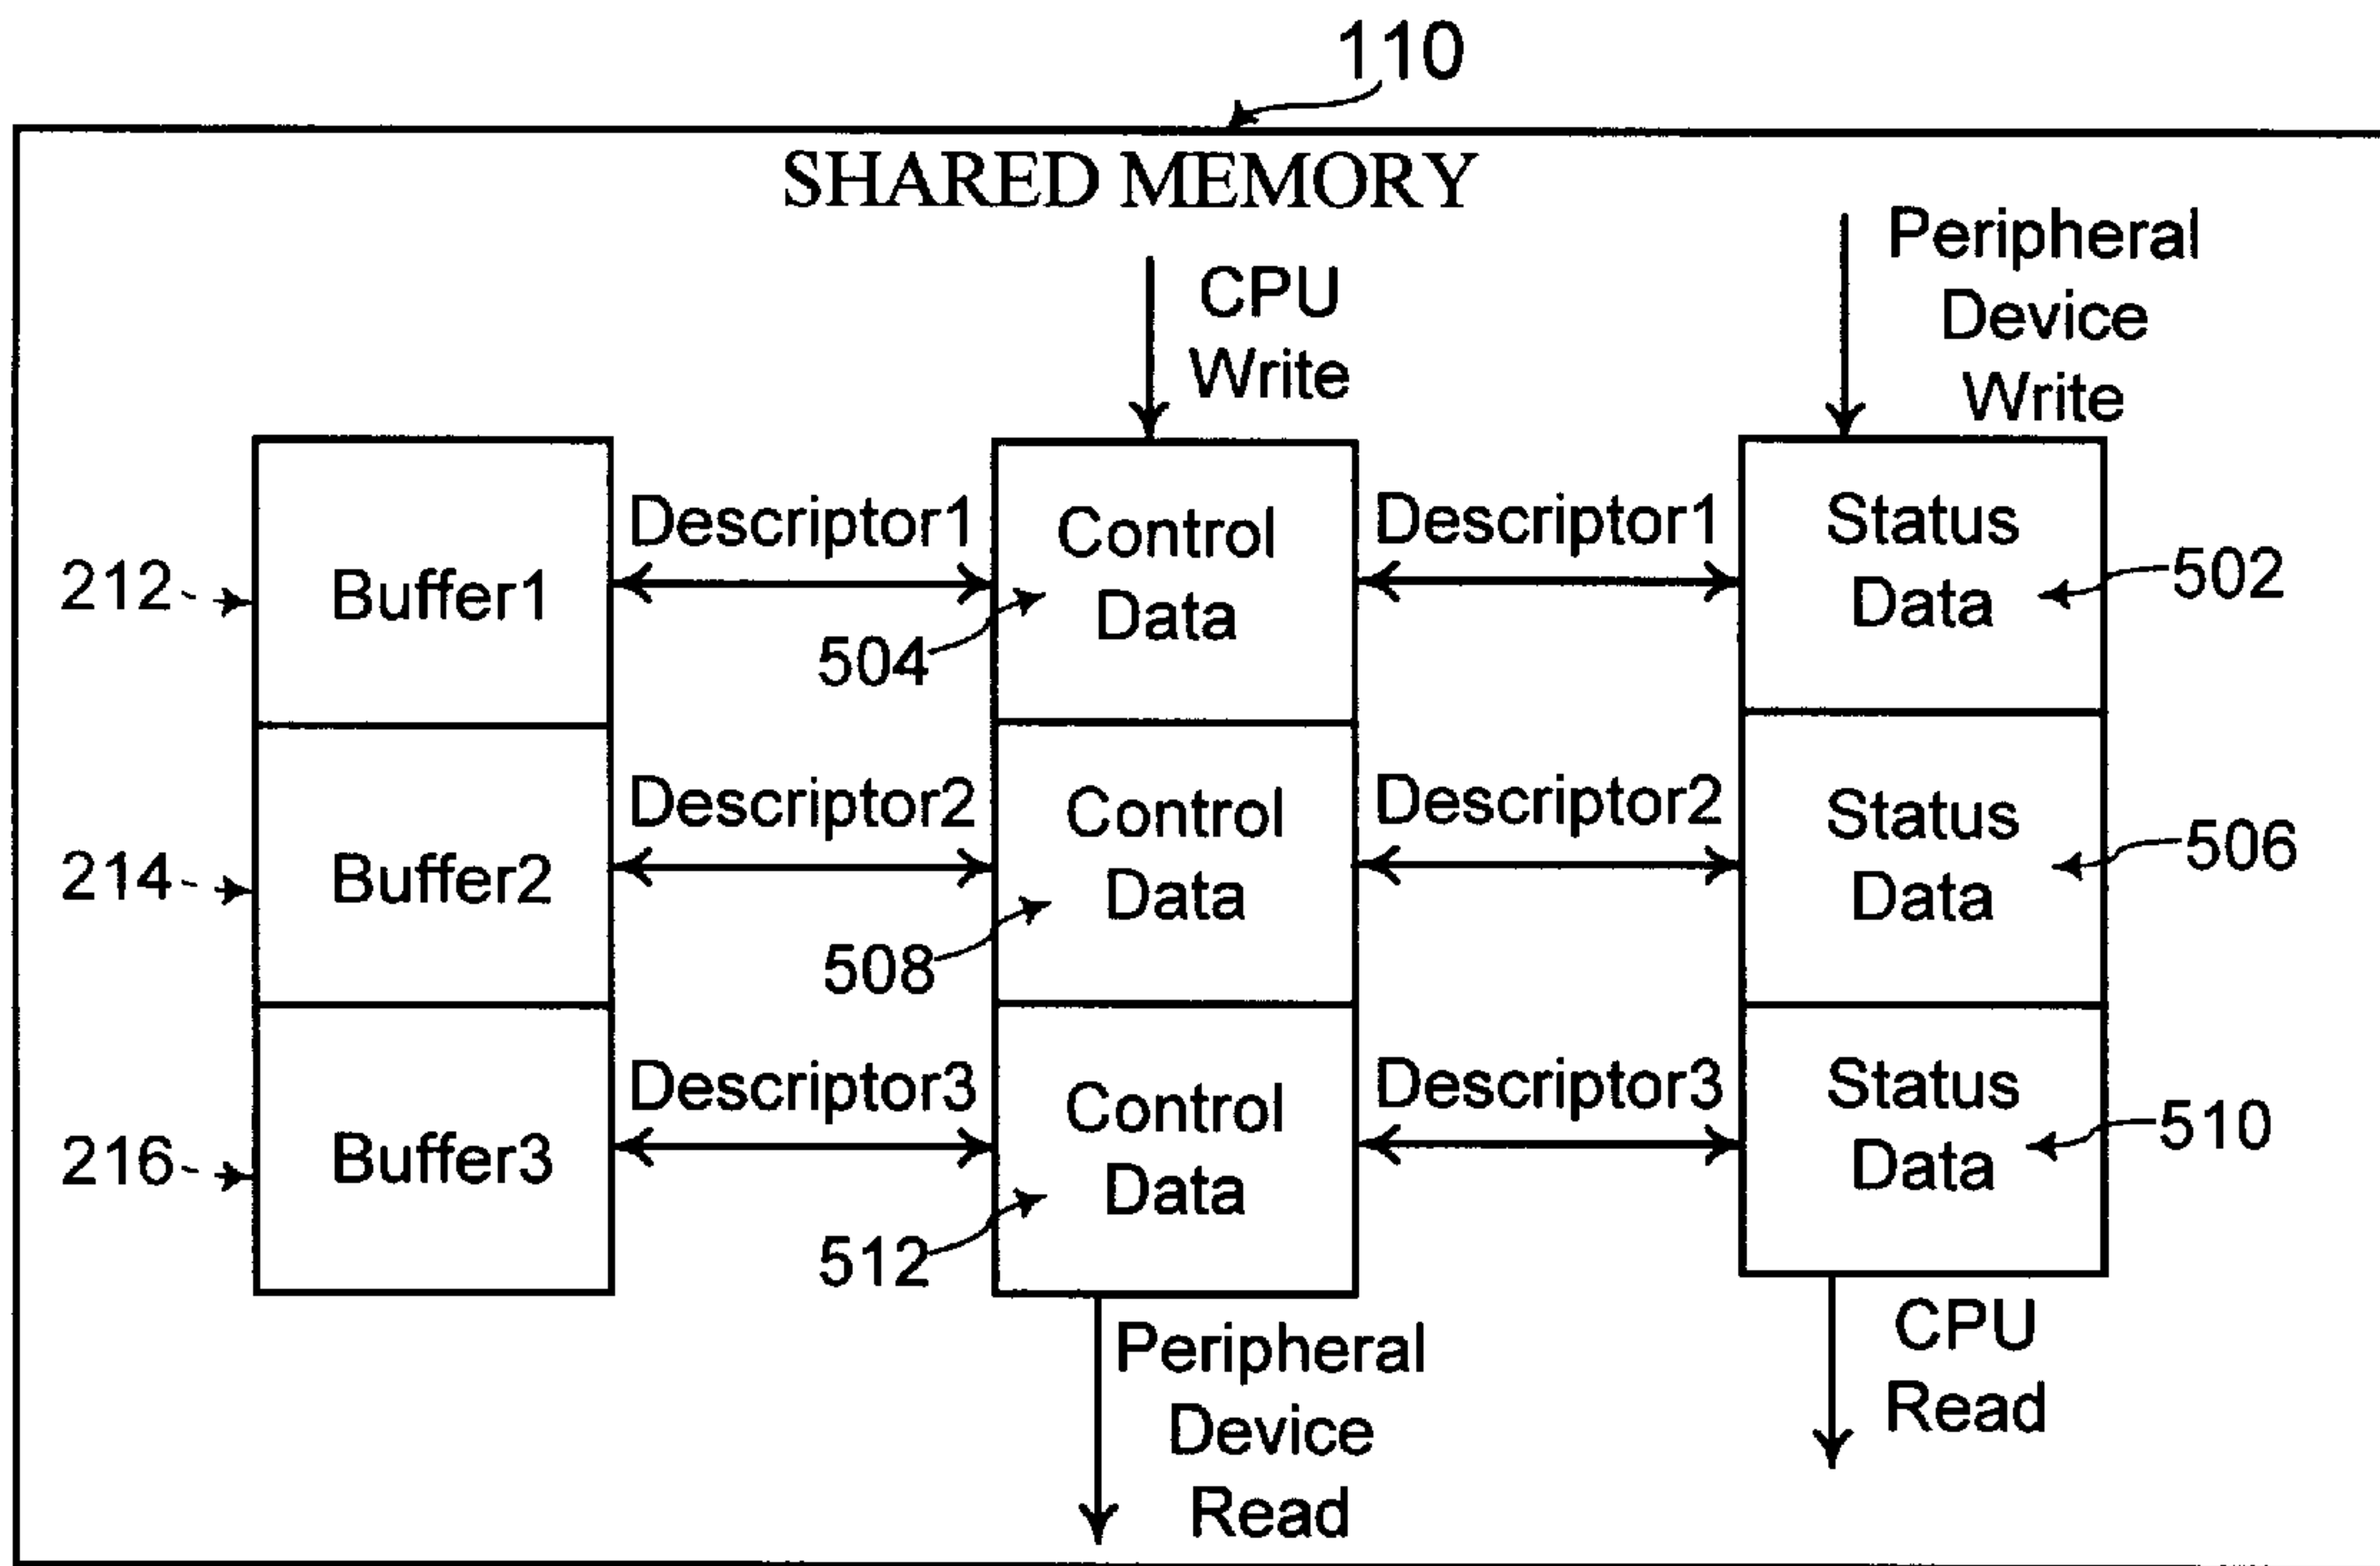 110
SHARED MEMORY
CPU
Write
Peripheral
Device
Write
212
Buffer1
Descriptor1
504
Control
Data
Descriptor1
Status
Data
502
214
Buffer2
Descriptor2
508
Control
Data
Descriptor2
Status
Data
506
216
Buffer3
Descriptor3
512
Control
Data
Descriptor3
Status
Data
510
Peripheral
Device
Read
CPU
Read